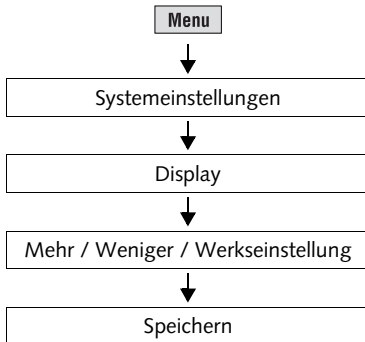 Menu
Systemeinstellungen
Display
Mehr / Weniger / Werkseinstellung
Speichern